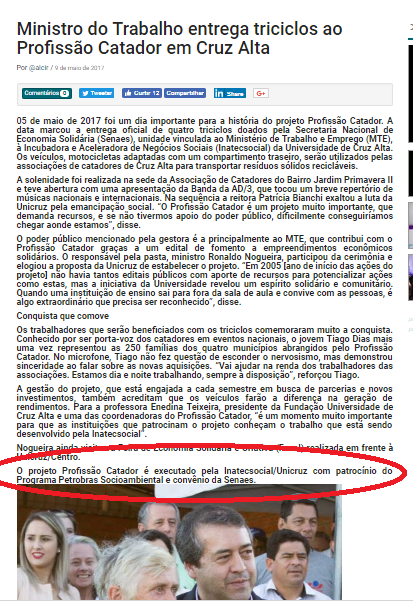 Ministro do Trabalho entrega triciclos ao
Profissão Catador em Cruz Alta
Por @alcir / 9 de maio de 2017
Comentários 0 Tweetar Curtir 12 Compartilhar in Share G+
05 de maio de 2017 foi um dia importante para a história do projeto Profissão Catador. A
data marcou a entrega oficial de quatro triciclos doados pela Secretaria Nacional de
Economia Solidária (Senaes), unidade vinculada ao Ministério do Trabalho e Emprego (MTE),
à Incubadora e Aceleradora de Negócios Sociais (Inatecsocial) da Universidade de Cruz Alta.
Os veículos, motocicletas adaptadas com um compartimento traseiro, serão utilizados pelas
associações de catadores de Cruz Alta para transportar resíduos sólidos recicláveis.
A solenidade foi realizada na sede da Associação de Catadores do Bairro Jardim Primavera II
e teve abertura com uma apresentação da Banda da AD/3, que tocou um breve repertório de
músicas nacionais e internacionais. Na sequência a reitora Patrícia Bianchi exaltou a luta da
Unicruz pela emancipação social. “O Profissão Catador é um projeto muito importante, que
demanda recursos, e se não tivermos apoio do poder público, dificilmente conseguiríamos
chegar aonde estamos”, disse.
O poder público mencionado pela gestora é a principalmente ao MTE, que contribui com o
Profissão Catador graças a um edital de fomento a empreendimentos econômicos
solidários. O responsável pela pasta, ministro Ronaldo Nogueira, participou da cerimônia e
elogiou a proposta da Unicruz de estabelecer o projeto. “Em 2005 [ano de início das ações do
projeto] não havia tantos editais públicos com aporte de recursos para potencializar ações
como estas, mas a iniciativa da Universidade revelou um espírito solidário e comunitário.
Quando uma instituição de ensino sai para fora da sala de aula e convive com as pessoas, é
algo extraordinário que precisa ser reconhecido”, disse.
Conquista que comove
Os trabalhadores que serão beneficiados com os triciclos comemoraram muito a conquista.
Conhecido por ser porta-voz dos catadores em eventos nacionais, o jovem Tiago Dias mais
uma vez representou as 250 famílias dos quatro municípios abrangidos pelo Profissão
Catador. No microfone, Tiago não fez questão de esconder o nervosismo, mas demonstrou
sinceridade ao falar sobre as novas aquisições. “Vai ajudar na renda dos trabalhadores das
associações. Estamos dia e noite trabalhando, sempre à disposição”, reforçou Tiago.
A gestão do projeto, que está engajada a cada semestre em busca de parcerias e novos
investimentos, também acreditam que os veículos farão a diferença na geração de
rendimentos. Para a professora Enedina Teixeira, presidente da Fundação Universidade de
Cruz Alta e uma das coordenadoras do Profissão Catador, “é um momento muito importante
para que as instituições que patrocinam o projeto conheçam o trabalho que está sendo
desenvolvido pela Inatecsocial”.
Nogueira ainda Feira de Economia Solidária realizada em frente à
Unicruz/Centro.
O projeto Profissão Catador é executado pela Inatecsocial/Unicruz com patrocínio do
Programa Petrobras Socioambiental e convênio da Senaes.